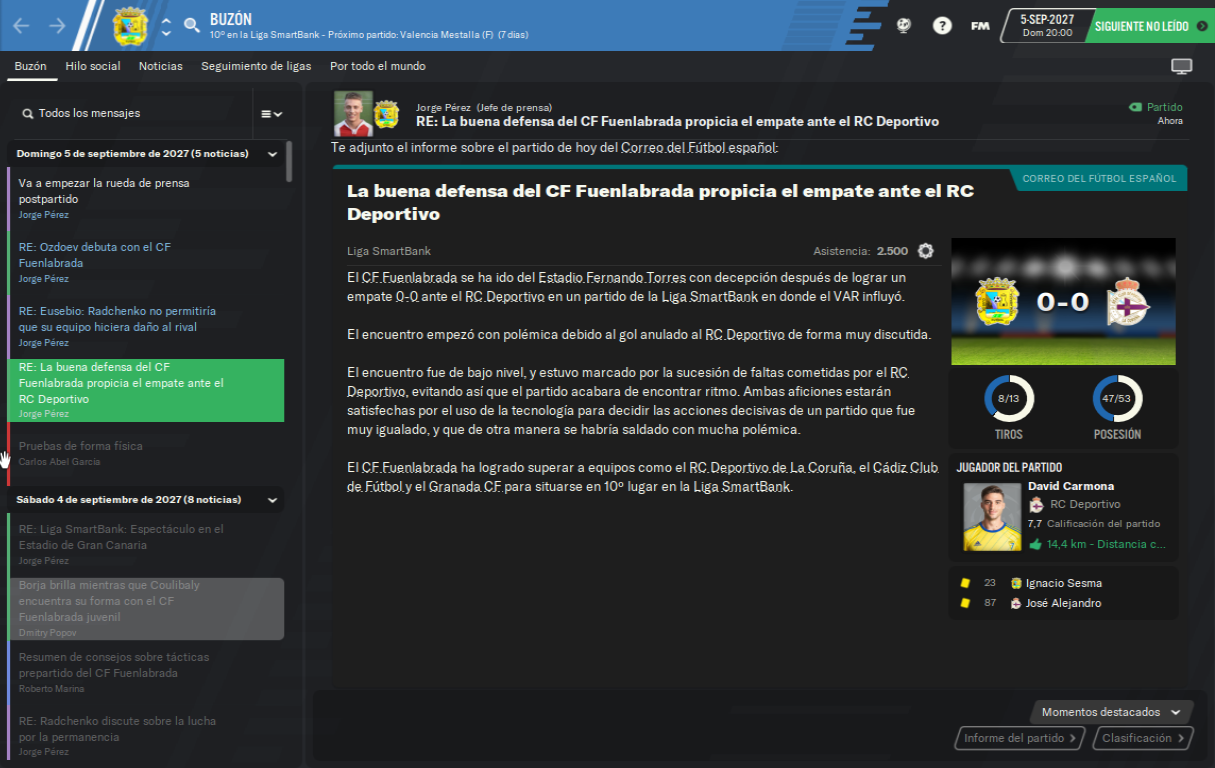 BUZÓN
10º en la Liga SmartBank - Próximo partido: Valencia Mestalla (F) (7 días)
?
FM
5-SEP-2027
Dom 20:00
SIGUIENTE NO LEÍDO
Buzón
Hilo social
Noticias
Seguimiento de ligas
Por todo el mundo
Todos los mensajes
Domingo 5 de septiembre de 2027 (5 noticias)
Va a empezar la rueda de prensa
postpartido
Jorge Pérez
RE: Ozdoev debuta con el CF
Fuenlabrada
Jorge Pérez
RE: Eusebio: Radchenko no permitiría
que su equipo hiciera daño al rival
Jorge Pérez
RE: La buena defensa del CF
Fuenlabrada propicia el empate ante el
RC Deportivo
Jorge Pérez
Pruebas de forma física
Carlos Abel García
Sábado 4 de septiembre de 2027 (8 noticias)
RE: Liga SmartBank: Espectáculo en el
Estadio de Gran Canaria
Jorge Pérez
Borja brilla mientras que Coulibaly
encuentra su forma con el CF
Fuenlabrada juvenil
Dmitry Popov
Resumen de consejos sobre tácticas
prepartido del CF Fuenlabrada
Roberto Marina
RE: Radchenko discute sobre la lucha
por la permanencia
Jorge Pérez
Jorge Pérez (Jefe de prensa)
RE: La buena defensa del CF Fuenlabrada propicia el empate ante el RC Deportivo
Partido
Ahora
Te adjunto el informe sobre el partido de hoy del Correo del Fútbol español:
CORREO DEL FÚTBOL ESPAÑOL
La buena defensa del CF Fuenlabrada propicia el empate ante el RC
Deportivo
Liga SmartBank
Asistencia: 2.500
El CF Fuenlabrada se ha ido del Estadio Fernando Torres con decepción después de lograr un
empate 0-0 ante el RC Deportivo en un partido de la Liga SmartBank en donde el VAR influyó.
El encuentro empezó con polémica debido al gol anulado al RC Deportivo de forma muy discutida.
El encuentro fue de bajo nivel, y estuvo marcado por la sucesión de faltas cometidas por el RC
Deportivo, evitando así que el partido acabara de encontrar ritmo. Ambas aficiones estarán
satisfechas por el uso de la tecnología para decidir las acciones decisivas de un partido que fue
muy igualado, y que de otra manera se habría saldado con mucha polémica.
El CF Fuenlabrada ha logrado superar a equipos como el RC Deportivo de La Coruña, el Cádiz Club
de Fútbol y el Granada CF para situarse en 10º lugar en la Liga SmartBank.
0-0
8/13
TIROS
47/53
POSESIÓN
JUGADOR DEL PARTIDO
David Carmona
RC Deportivo
7,7 Calificación del partido
14,4 km - Distancia c...
23 Ignacio Sesma
87 José Alejandro
Momentos destacados
Informe del partido
Clasificación